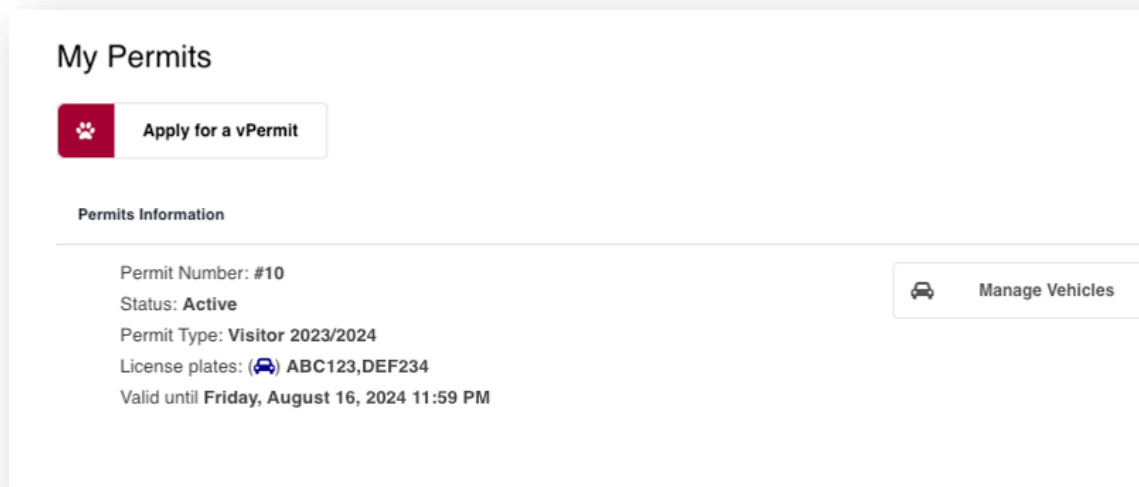 My Permits
Apply for a vPermit
Permits Information
Permit Number: #10
Manage Vehicles
Status: Active
Permit Type: Visitor 2023/2024
License plates: () ABC123,DEF234
Valid until Friday, August 16, 2024 11:59 PM